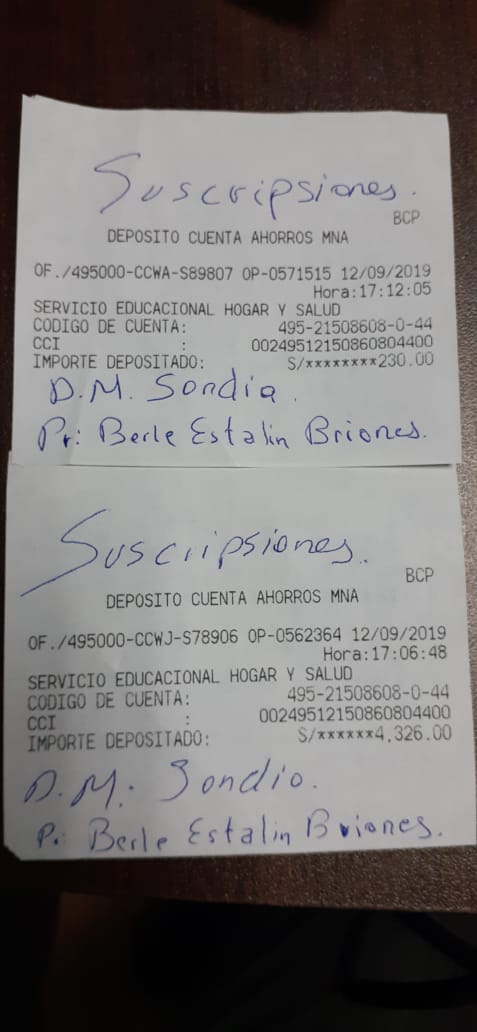 Suscripsiones.
BCP
DEPOSITO CUENTA AHORROS MNA
OF./495000-CCWA-S89807 OP-0571515 12/09/2019
Hora:17:12:05
SERVICIO EDUCACIONAL HOGAR Y SALUD
CODIGO DE CUENTA: 495-21508608-0-44
CCI : 00249512150860804400
IMPORTE DEPOSITADO: S/********230.00
D.M. Sondia.
Pr: Berle Estalin Briones.
Suscripsiones.
BCP
DEPOSITO CUENTA AHORROS MNA
OF./495000-CCWJ-S78906 OP-0562364 12/09/2019
Hora:17:06:48
SERVICIO EDUCACIONAL HOGAR Y SALUD
CODIGO DE CUENTA: 495-21508608-0-44
CCI : 00249512150860804400
IMPORTE DEPOSITADO: S/******4,326.00
D.M. Sondio.
P: Berle Estalin Briones.